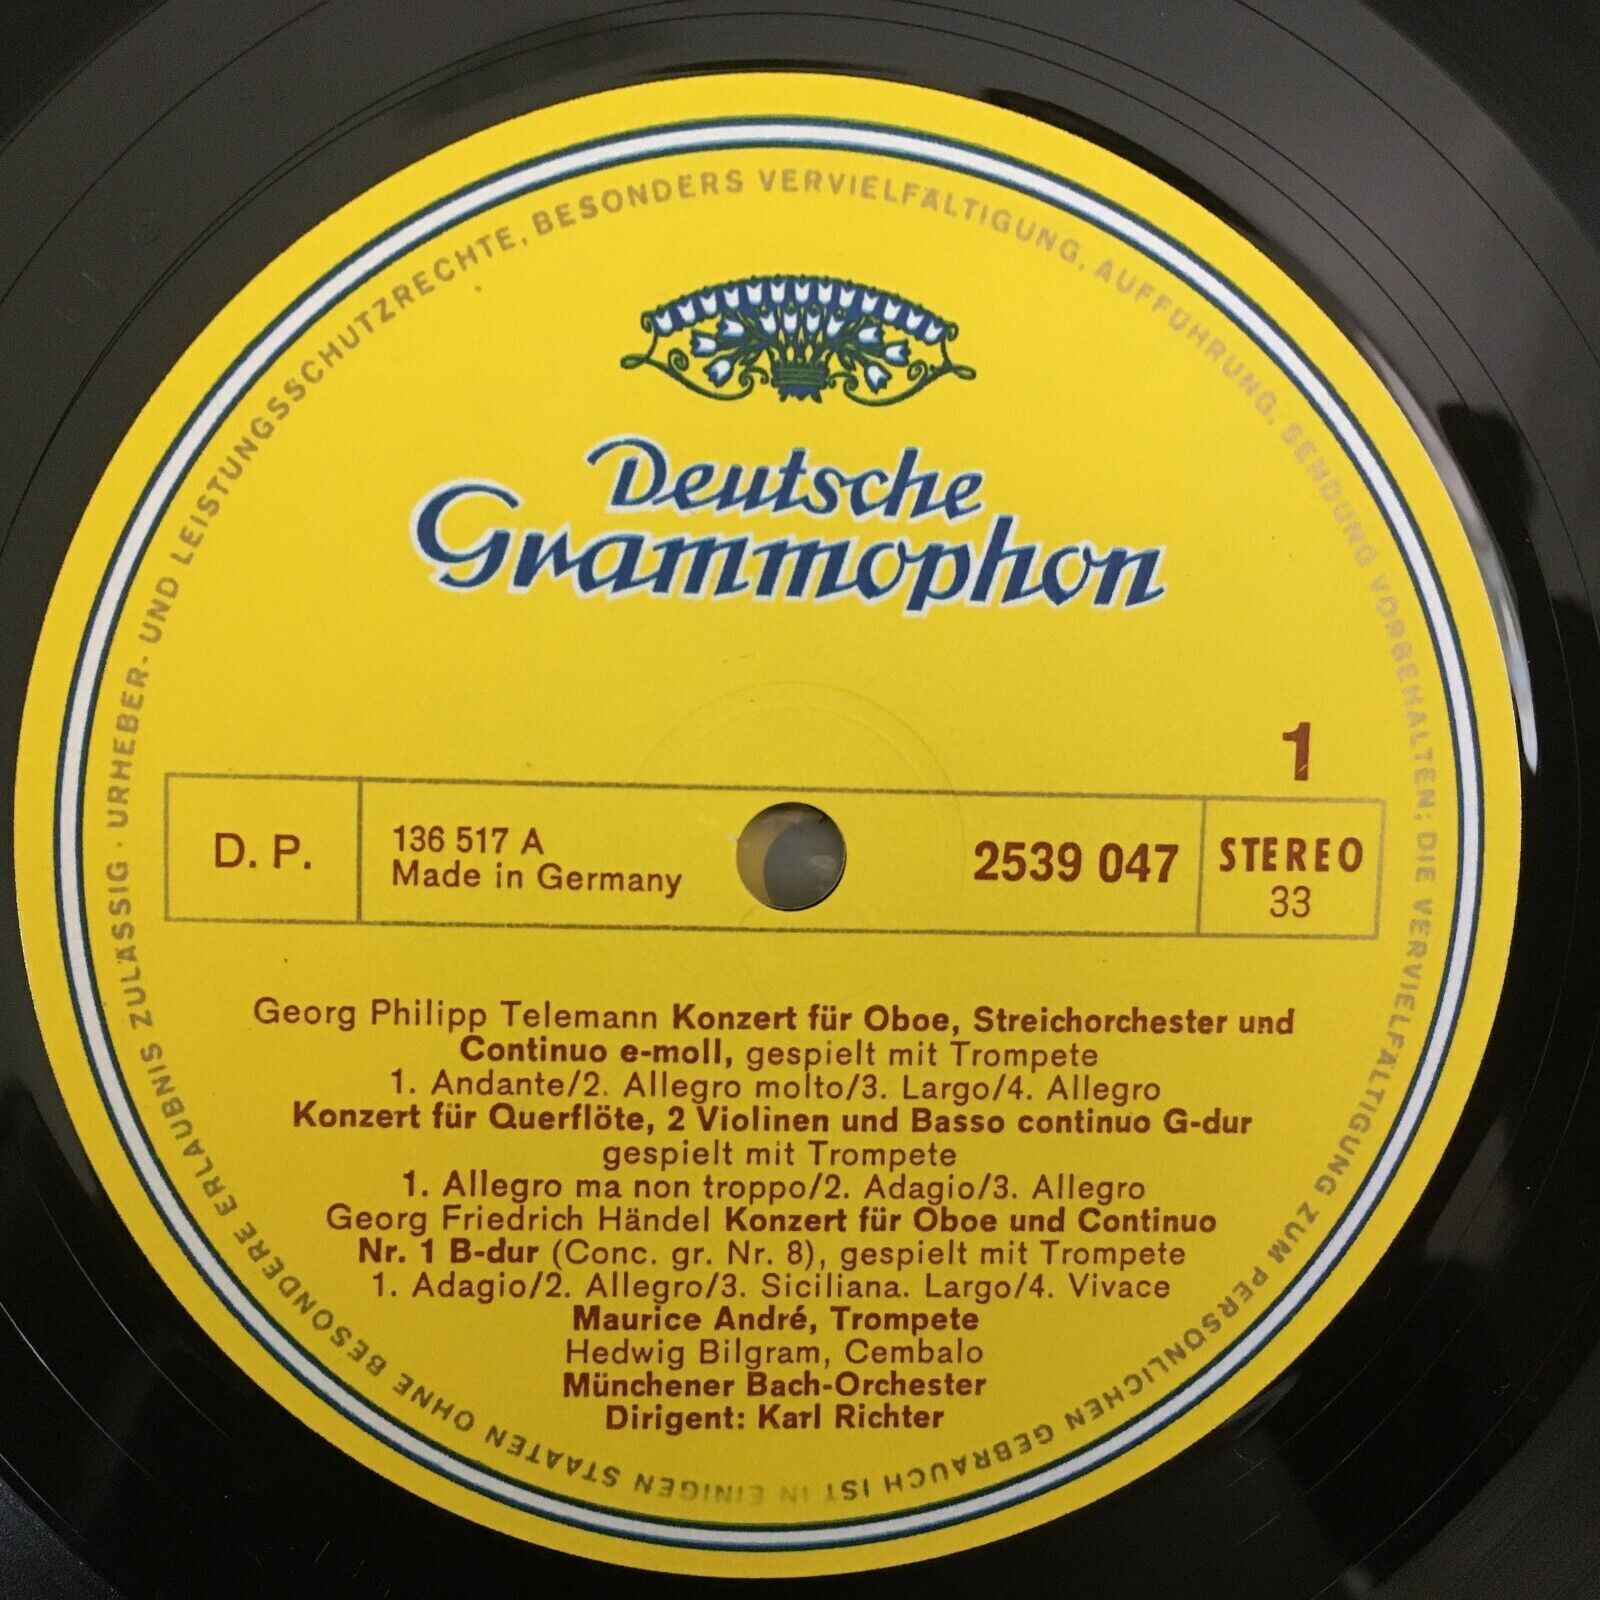 URHEBER- UND LEISTUNGSSCHUTZRECHTE, BESONDERS VERVIELFÄLTIGUNG, AUFFÜHRUNG, SENDUNG VORBEHALTEN; DIE VERVIELFÄLTIGUNG ZUM PERSÖNLICHEN GEBRAUCH IST IN EINIGEN STAATEN OHNE BESONDERE ERLAUBNIS ZULÄSSIG ·
Deutsche
Grammophon
1
D. P.
136 517 A
Made in Germany
2539 047
STEREO
33
Georg Philipp Telemann Konzert für Oboe, Streichorchester und
Continuo e-moll, gespielt mit Trompete
1. Andante/2. Allegro molto/3. Largo/4. Allegro
Konzert für Querflöte, 2 Violinen und Basso continuo G-dur
gespielt mit Trompete
1. Allegro ma non troppo/2. Adagio/3. Allegro
Georg Friedrich Händel Konzert für Oboe und Continuo
Nr. 1 B-dur (Conc. gr. Nr. 8), gespielt mit Trompete
1. Adagio/2. Allegro/3. Siciliana. Largo/4. Vivace
Maurice André, Trompete
Hedwig Bilgram, Cembalo
Münchener Bach-Orchester
Dirigent: Karl Richter